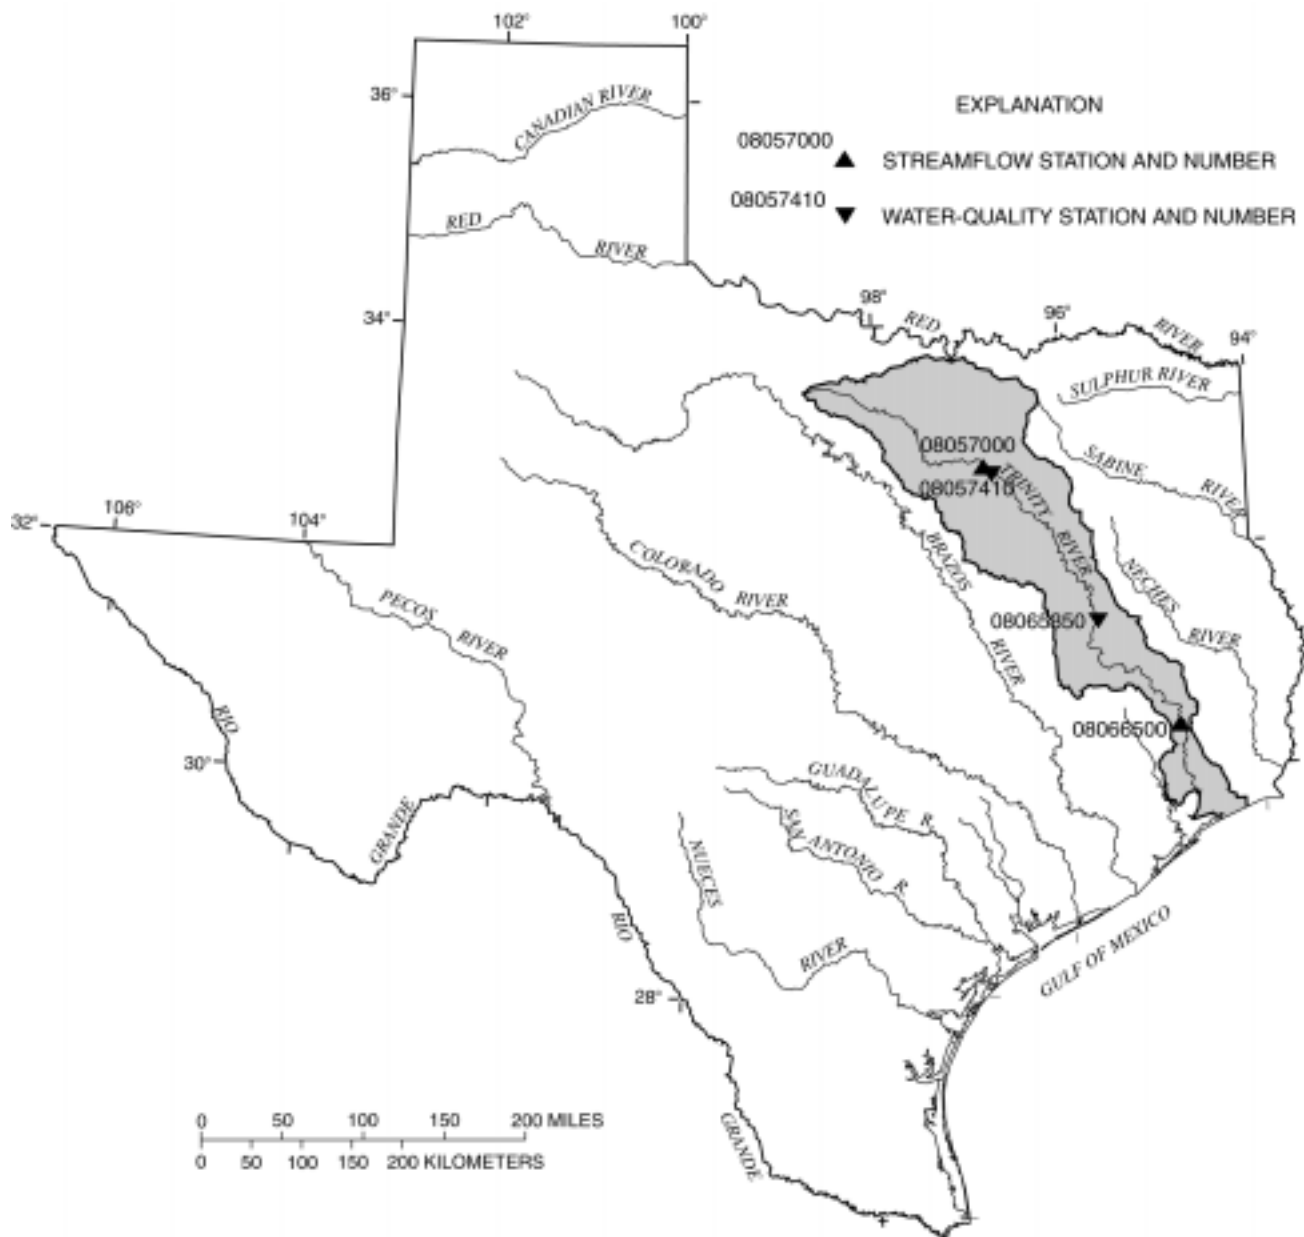 102°
100°
36°
CANADIAN RIVER
EXPLANATION
08057000
STREAMFLOW STATION AND NUMBER
08057410
WATER-QUALITY STATION AND NUMBER
RED
RIVER
34°
98°
RED
96°
RIVER
94°
SULPHUR RIVER
08057000
08057410
TRINITY
RIVER
SABINE
RIVER
32°
106°
104°
BRAZOS
RIVER
NECHES
RIVER
COLORADO
RIVER
PECOS
RIVER
08065350
08066500
RIO
30°
GRANDE
GUADALUPE R.
SAN ANTONIO R.
NUECES
RIVER
RIO
GULF OF MEXICO
28°
GRANDE
0 50 100 150 200 MILES
0 50 100 150 200 KILOMETERS